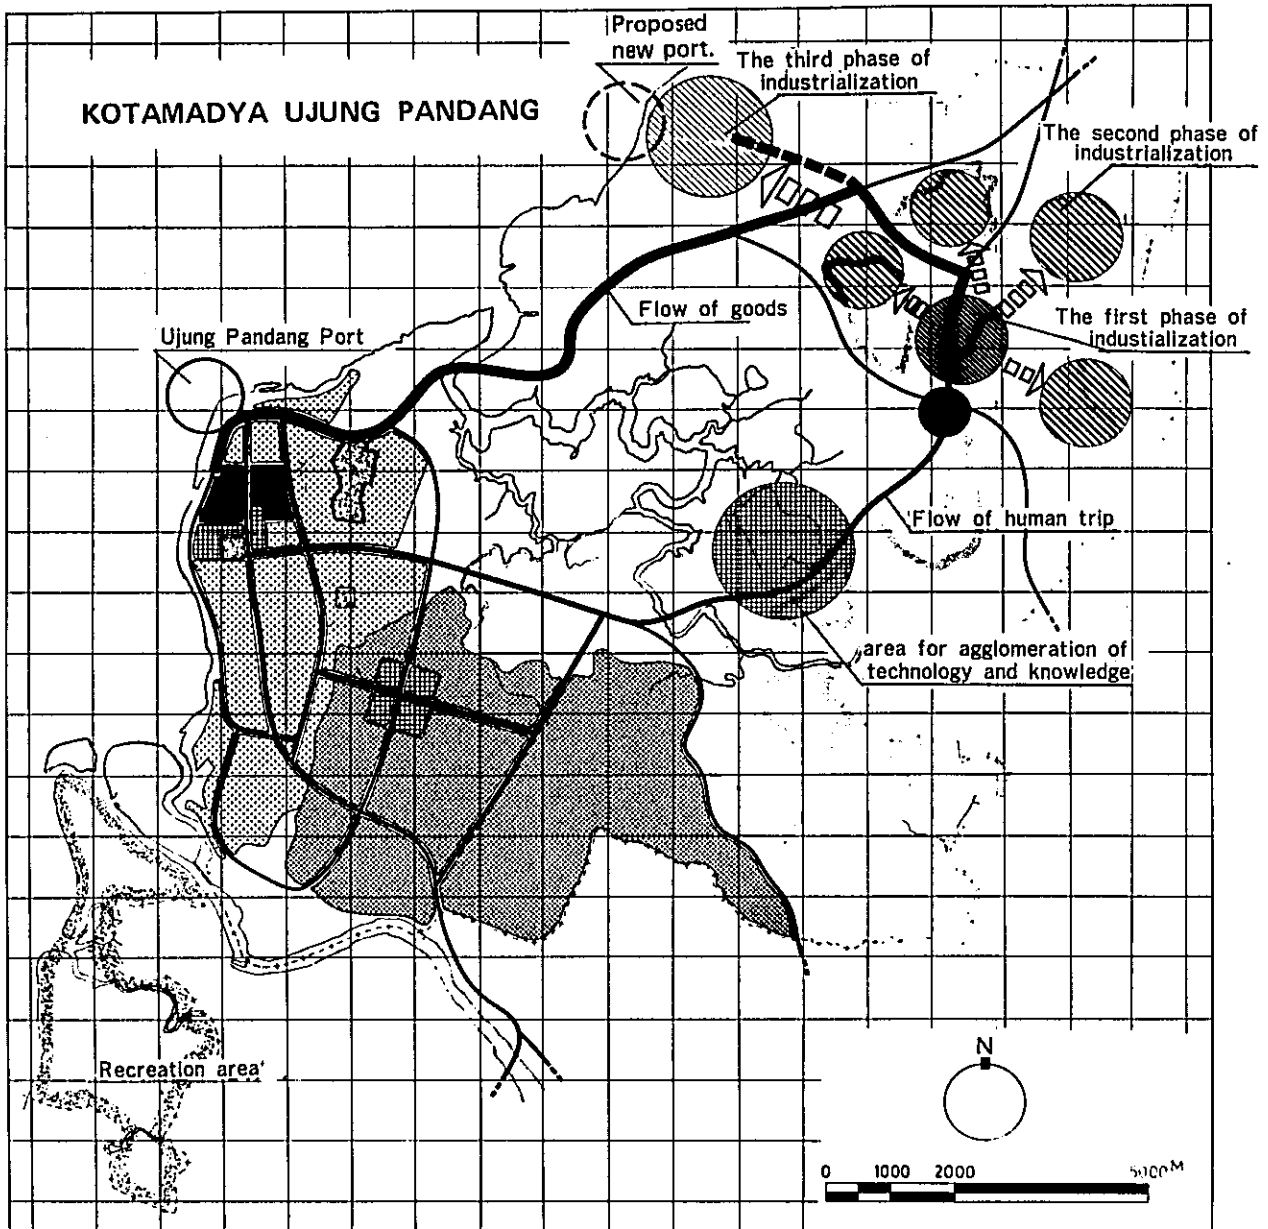 Proposed
new port.
The third phase of
industrialization
KOTAMADYA UJUNG PANDANG
The second phase of
industrialization
Flow of goods
The first phase of
industialization
Ujung Pandang Port
Flow of human trip
area for agglomeration of
technology and knowledge
Recreation area
N
0 1000 2000 5000 M